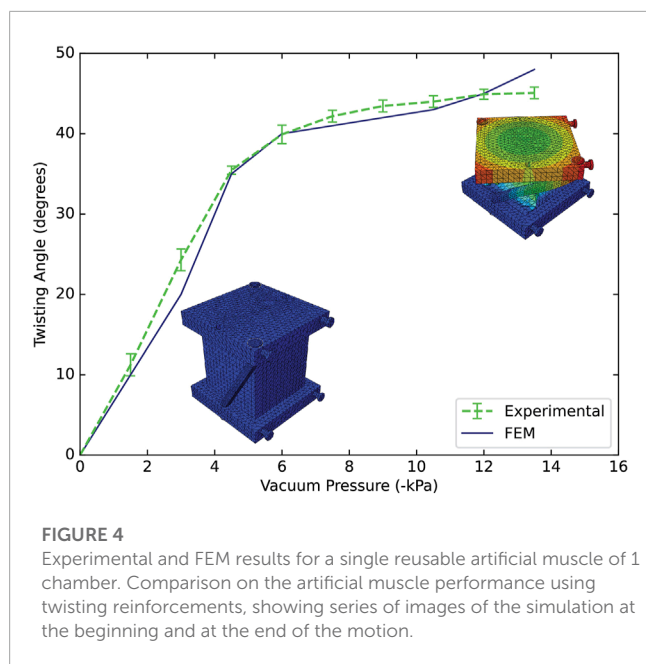 50
40
30
20
10
0
Twisting Angle (degrees)
Experimental
FEM
0 2 4 6 8 10 12 14 16
Vacuum Pressure (-kPa)
FIGURE 4
Experimental and FEM results for a single reusable artificial muscle of 1
chamber. Comparison on the artificial muscle performance using
twisting reinforcements, showing series of images of the simulation at
the beginning and at the end of the motion.